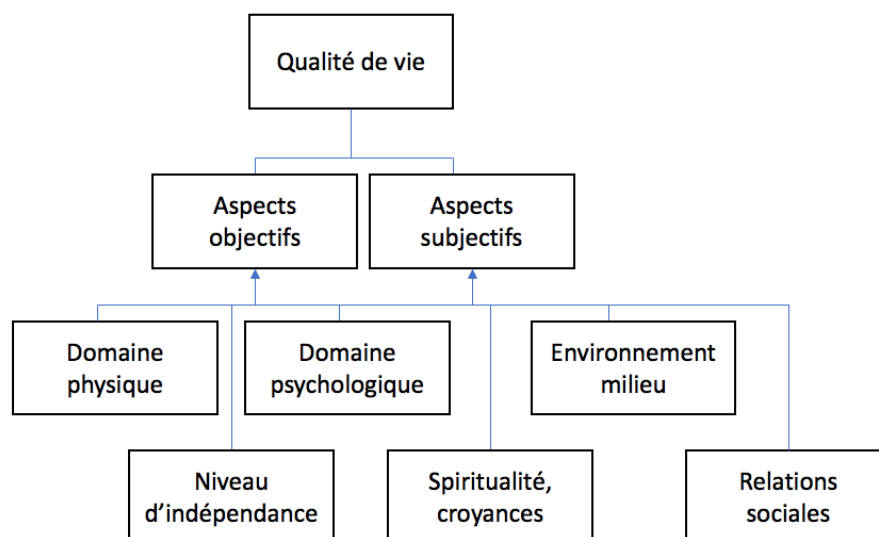 Qualité de vie
Aspects
objectifs
Aspects
subjectifs
Domaine
physique
Domaine
psychologique
Environnement
milieu
Niveau
d’indépendance
Spiritualité,
croyances
Relations
sociales